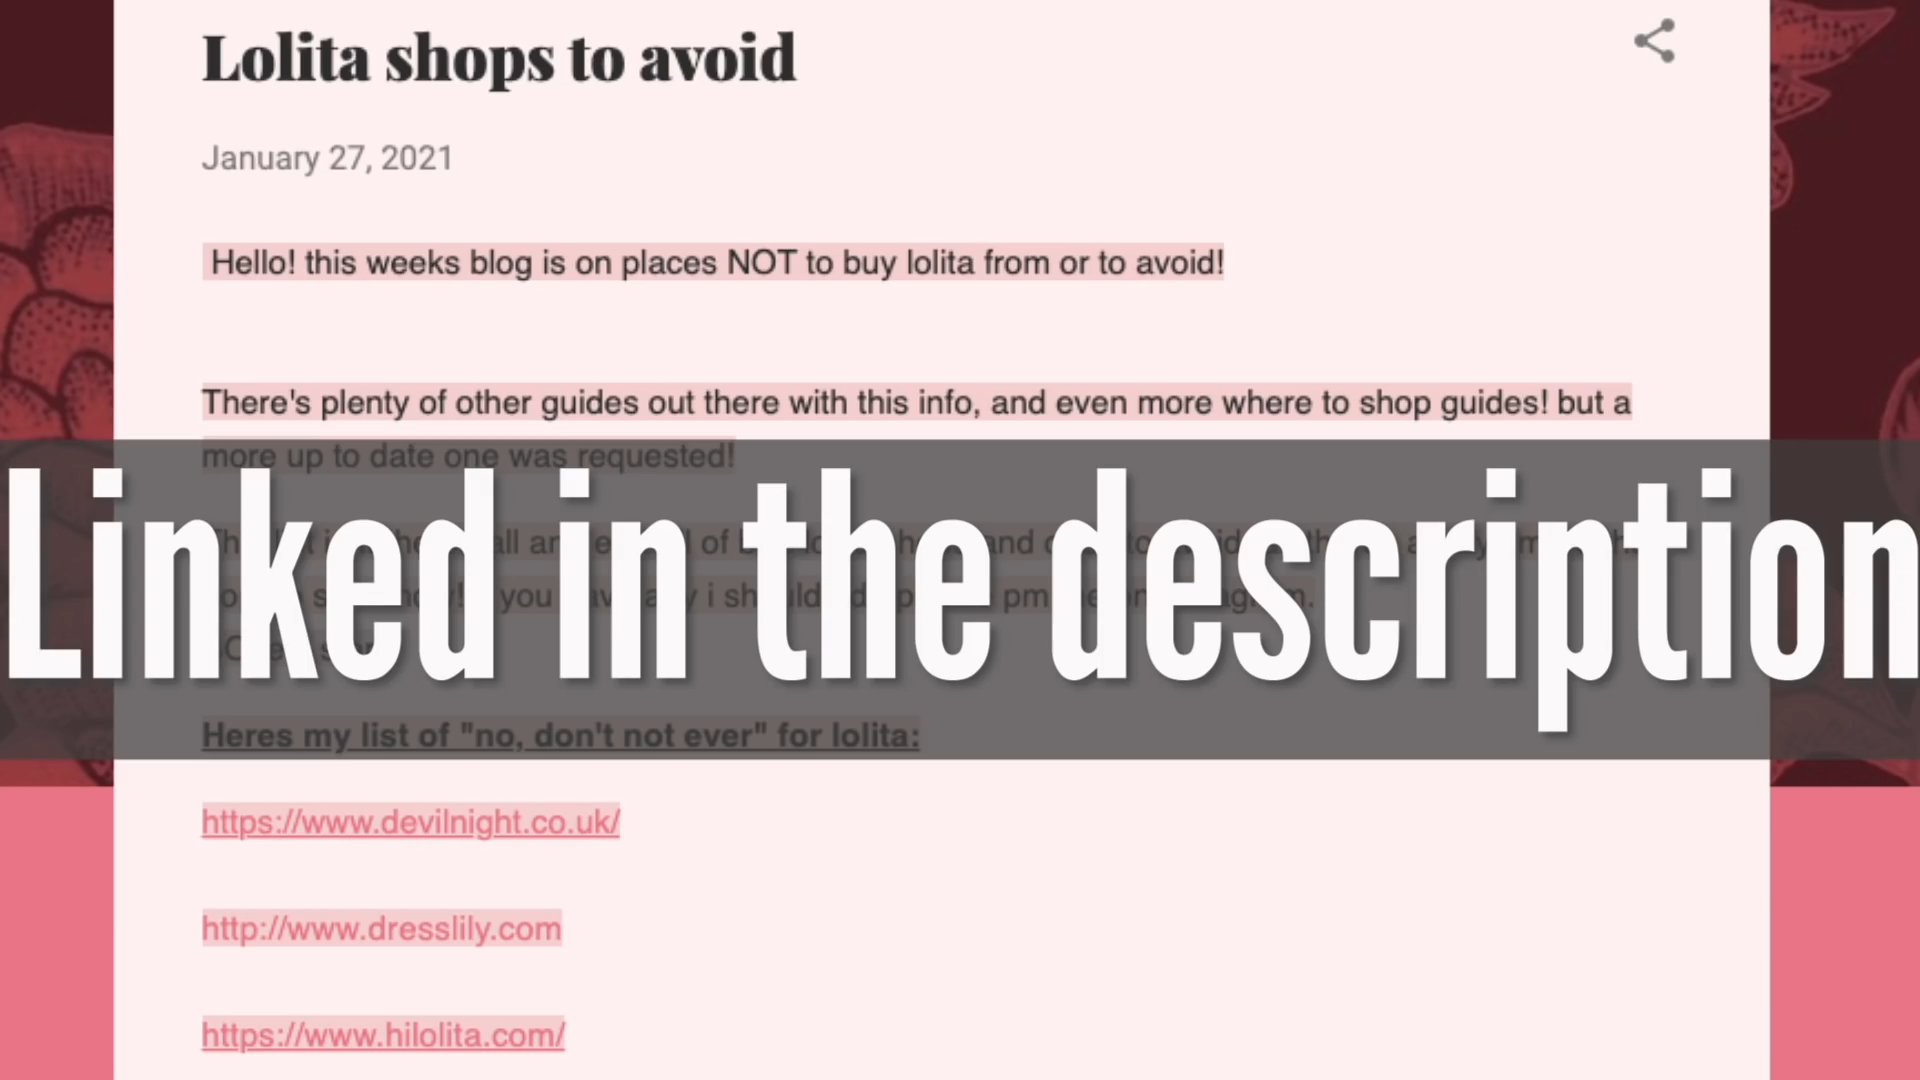 Lolita shops to avoid
January 27, 2021
Hello! this weeks blog is on places NOT to buy lolita from or to avoid!
There's plenty of other guides out there with this info, and even more where to shop guides! but a
more up to date one was requested!
Linked in the description
Heres my list of "no, don't not ever" for lolita:
https://www.devilnight.co.uk/
http://www.dresslily.com
https://www.hilolita.com/